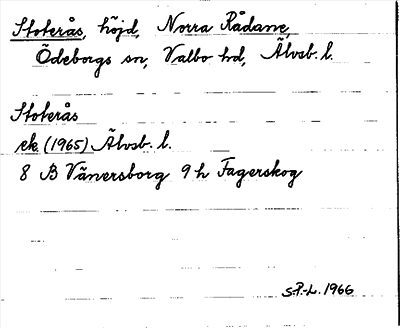 Stoterås, höjd, Norra Rådane,
Ödeborgs sn, Valbo hd, Älvsb. l.
Stoterås
ek. (1965) Älvsb. l.
8 B Vänersborg 9 h Fagerskog
S.P.-L. 1966